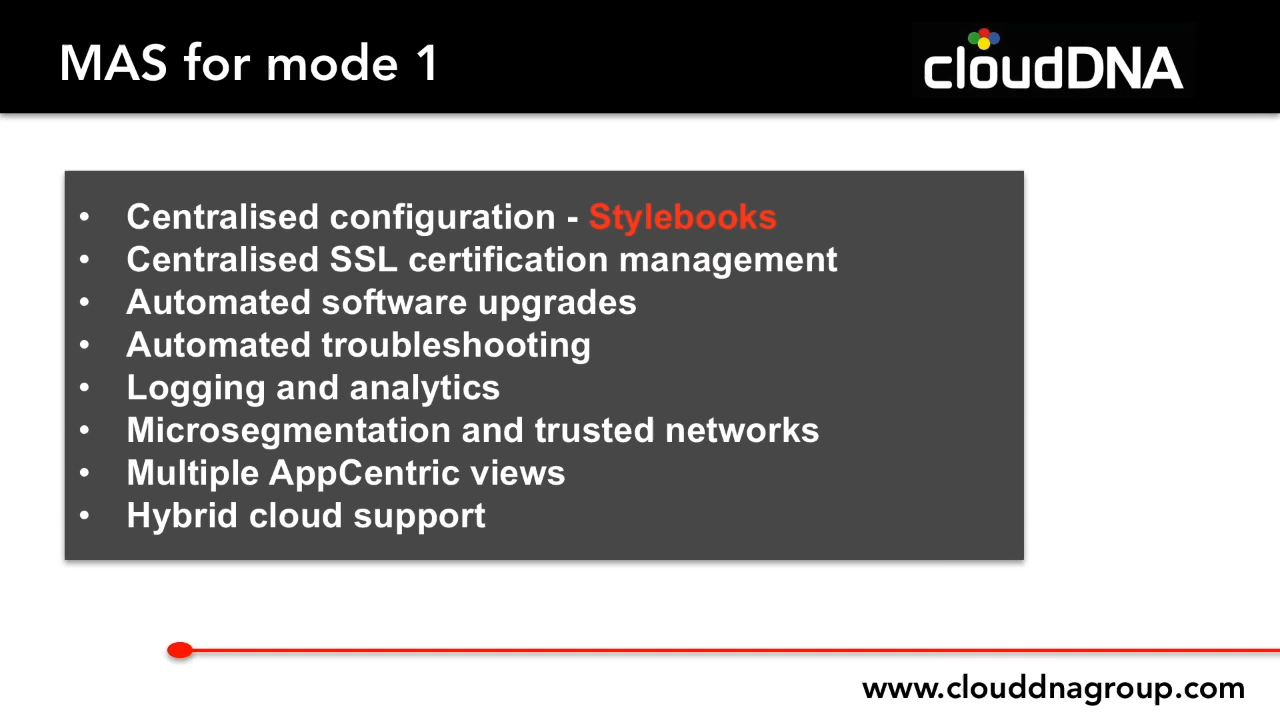 MAS for mode 1
cloudDNA
• Centralised configuration - Stylebooks
• Centralised SSL certification management
• Automated software upgrades
• Automated troubleshooting
• Logging and analytics
• Microsegmentation and trusted networks
• Multiple AppCentric views
• Hybrid cloud support
www.clouddnagroup.com